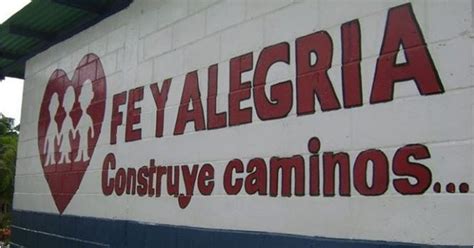 FE Y ALEGRIA
Construye caminos...